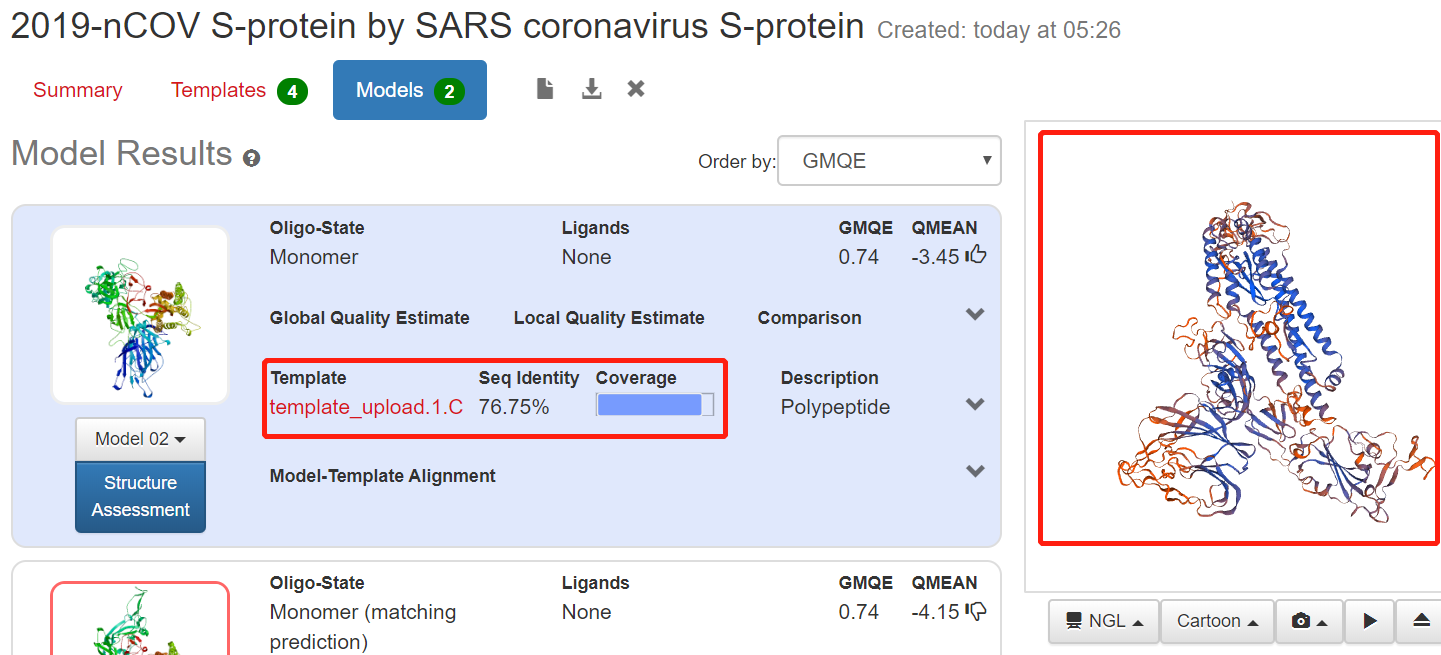 2019-nCOV S-protein by SARS coronavirus S-protein Created: today at 05:26
Summary Templates 4 Models 2
Model Results ?
Order by: GMQE
Oligo-State Ligands GMQE QMEAN
Monomer None 0.74 -3.45
Global Quality Estimate Local Quality Estimate Comparison
Template Seq Identity Coverage Description
template_upload.1.C 76.75% Polypeptide
Model 02
Model-Template Alignment
Structure
Assessment
Oligo-State Ligands GMQE QMEAN
Monomer (matching None 0.74 -4.15
prediction)
NGL Cartoon